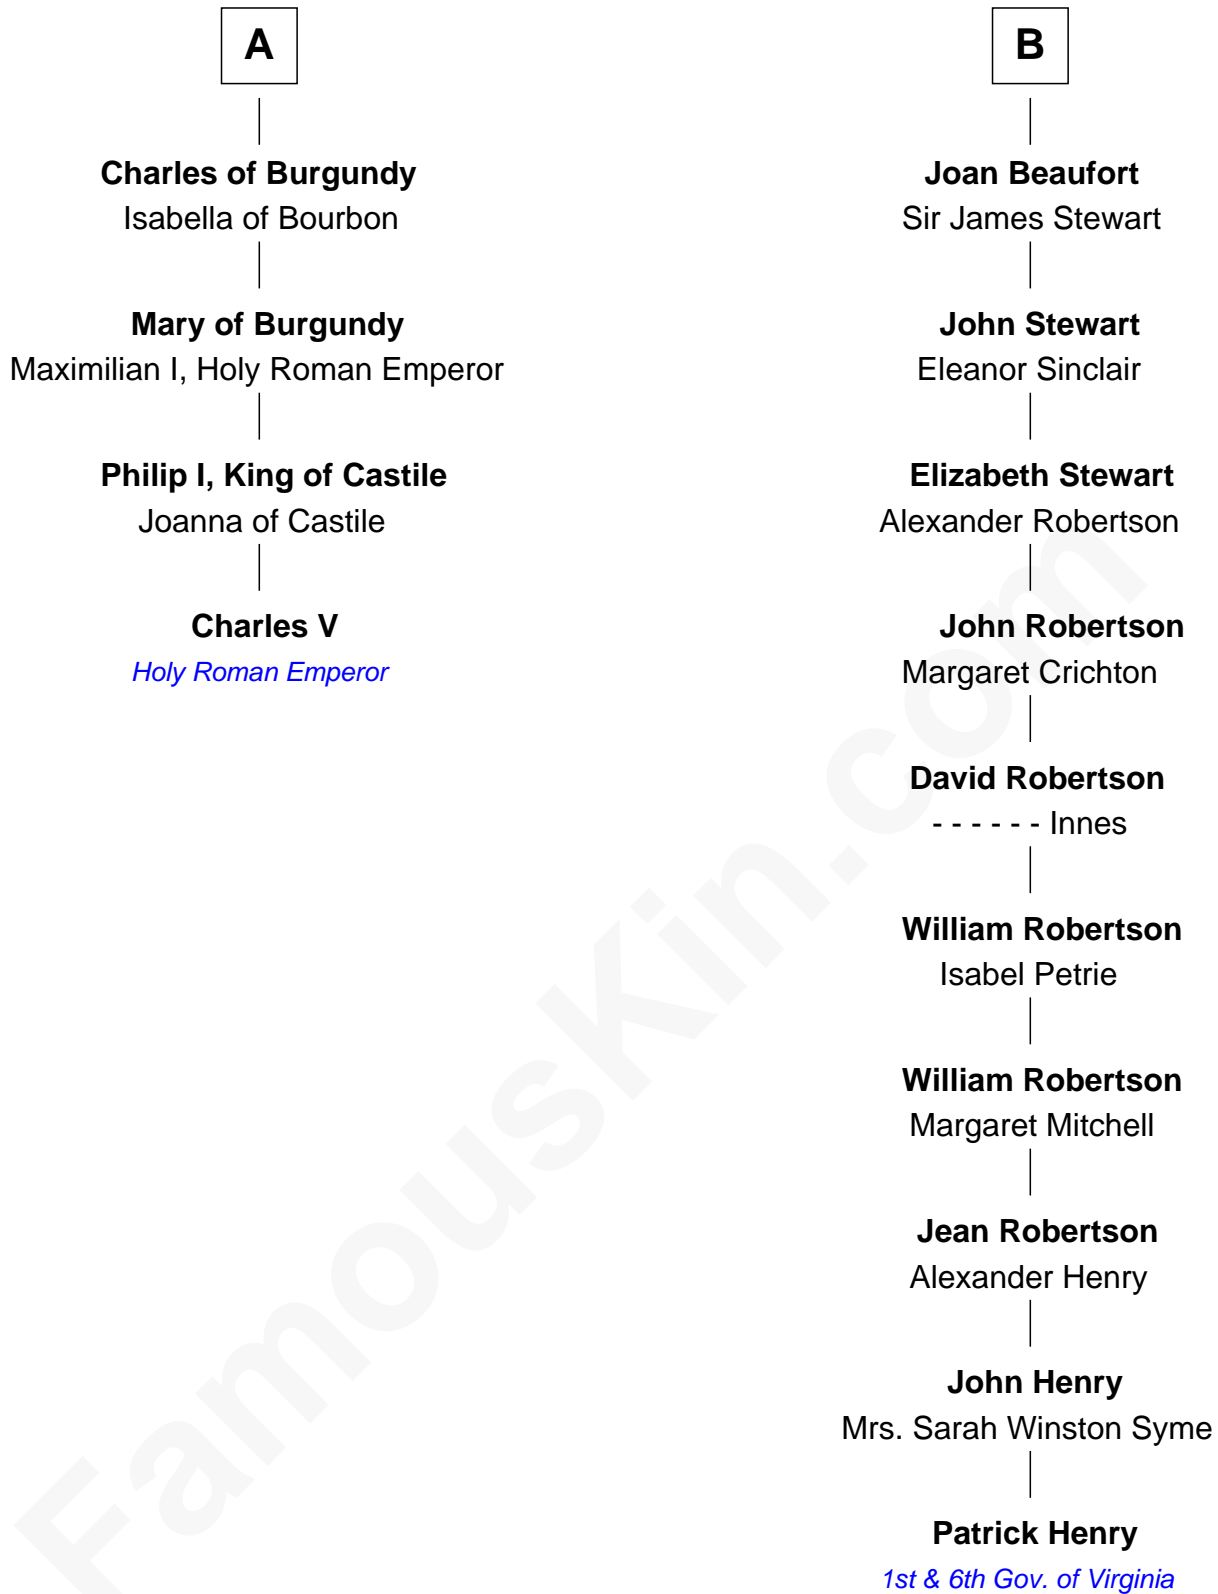 A
Charles of Burgundy
Isabella of Bourbon
Mary of Burgundy
Maximilian I, Holy Roman Emperor
Philip I, King of Castile
Joanna of Castile
Charles V
Holy Roman Emperor
B
Joan Beaufort
Sir James Stewart
John Stewart
Eleanor Sinclair
Elizabeth Stewart
Alexander Robertson
John Robertson
Margaret Crichton
David Robertson
- - - - - - Innes
William Robertson
Isabel Petrie
William Robertson
Margaret Mitchell
Jean Robertson
Alexander Henry
John Henry
Mrs. Sarah Winston Syme
Patrick Henry
1st & 6th Gov. of Virginia
FamousKin.com